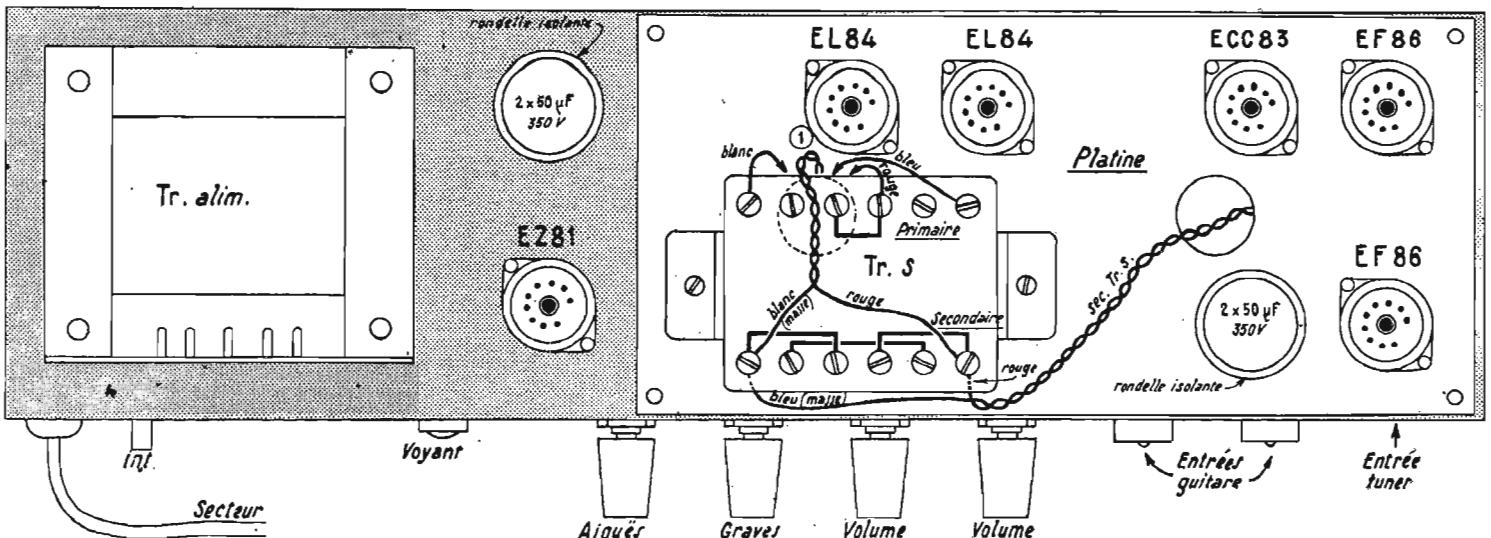 rondelle isolante
EL84
EL84
ECC83
EF86
2 x 50 µF
350V
1
blanc
bleu
rouge
Platine
Tr. alim.
Primaire
EZ81
Tr. S
EF86
blanc
(masse)
rouge
sec. Tr. S.
Secondaire
2 x 50 µF
350V
rouge
rondelle isolante
bleu (masse)
Int.
Voyant
Entrées
guitare
Entrée
tuner
Secteur
Aiguës
Graves
Volume
Volume